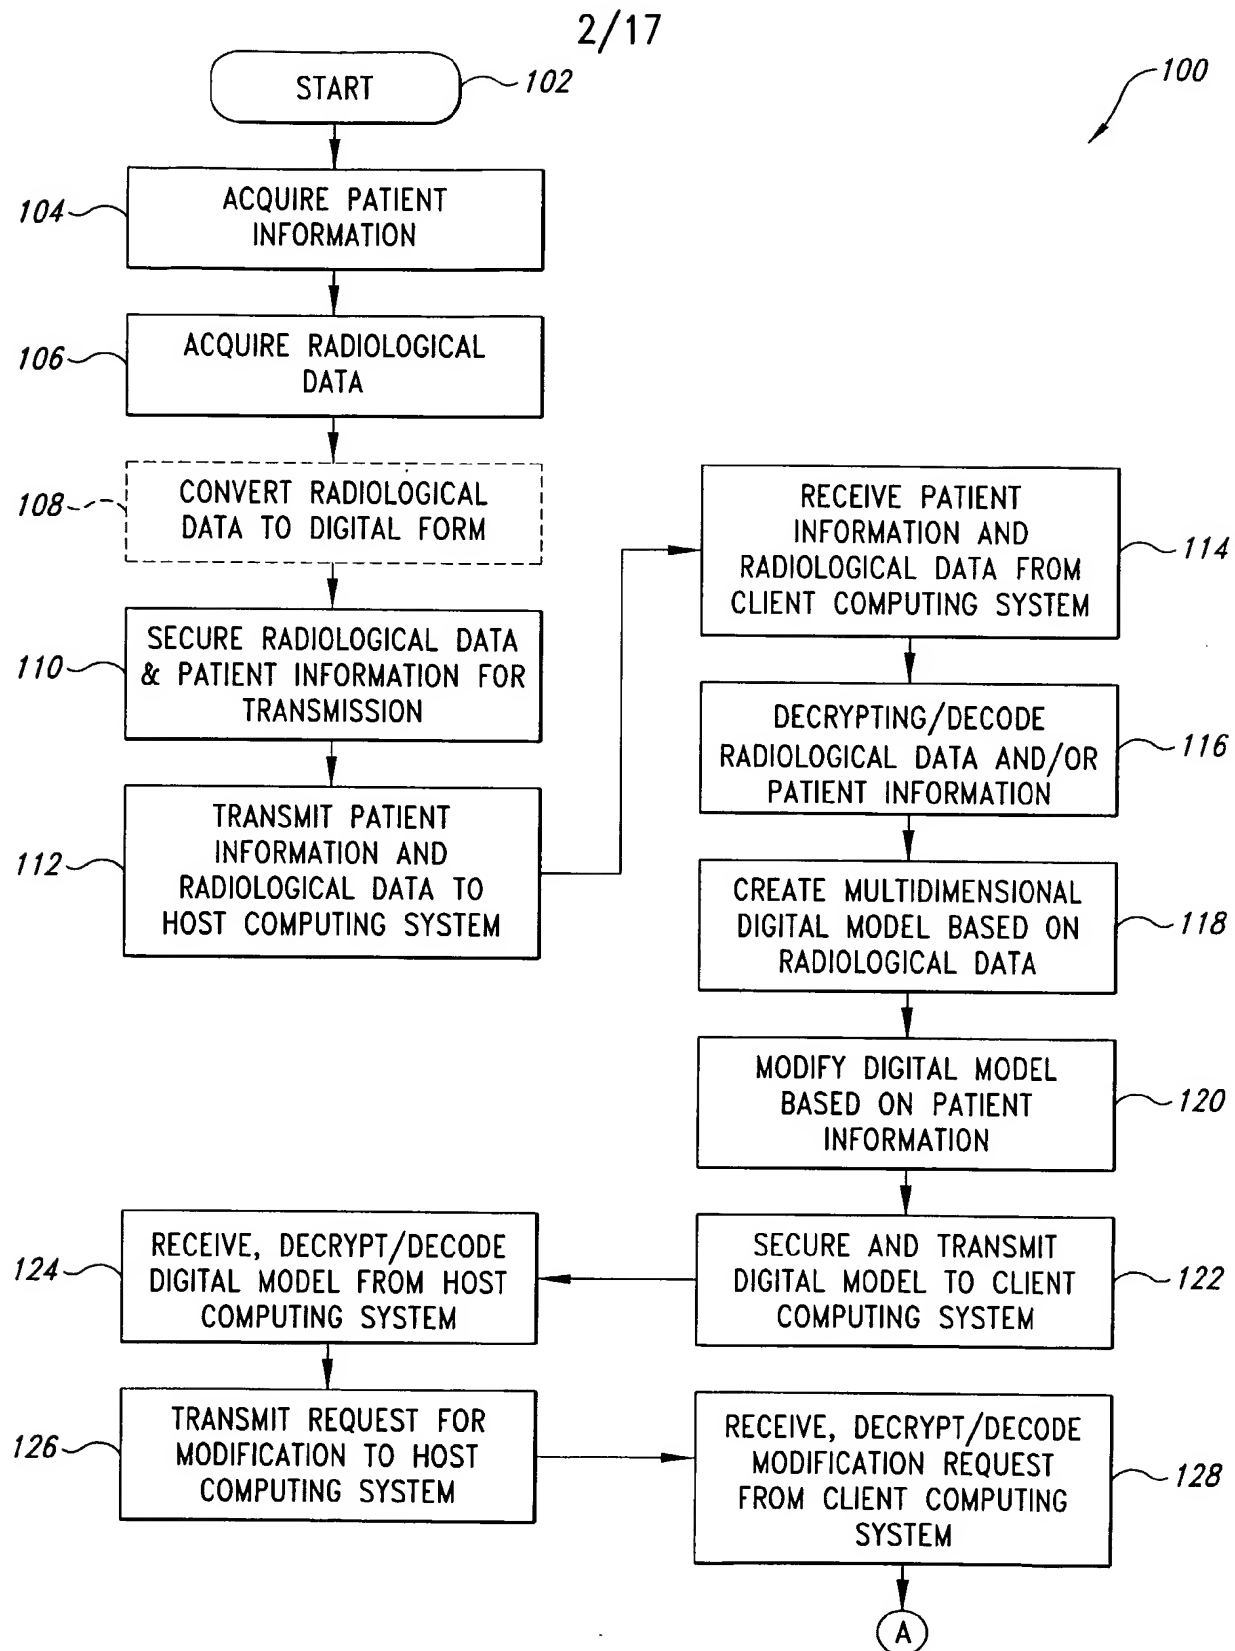 2/17
START
102
100
104
ACQUIRE PATIENT
INFORMATION
106
ACQUIRE RADIOLOGICAL
DATA
108
CONVERT RADIOLOGICAL
DATA TO DIGITAL FORM
110
SECURE RADIOLOGICAL DATA
& PATIENT INFORMATION FOR
TRANSMISSION
112
TRANSMIT PATIENT
INFORMATION AND
RADIOLOGICAL DATA TO
HOST COMPUTING SYSTEM
RECEIVE PATIENT
INFORMATION AND
RADIOLOGICAL DATA FROM
CLIENT COMPUTING SYSTEM
114
DECRYPTING/DECODE
RADIOLOGICAL DATA AND/OR
PATIENT INFORMATION
116
CREATE MULTIDIMENSIONAL
DIGITAL MODEL BASED ON
RADIOLOGICAL DATA
118
MODIFY DIGITAL MODEL
BASED ON PATIENT
INFORMATION
120
SECURE AND TRANSMIT
DIGITAL MODEL TO CLIENT
COMPUTING SYSTEM
122
124
RECEIVE, DECRYPT/DECODE
DIGITAL MODEL FROM HOST
COMPUTING SYSTEM
126
TRANSMIT REQUEST FOR
MODIFICATION TO HOST
COMPUTING SYSTEM
RECEIVE, DECRYPT/DECODE
MODIFICATION REQUEST
FROM CLIENT COMPUTING
SYSTEM
128
A